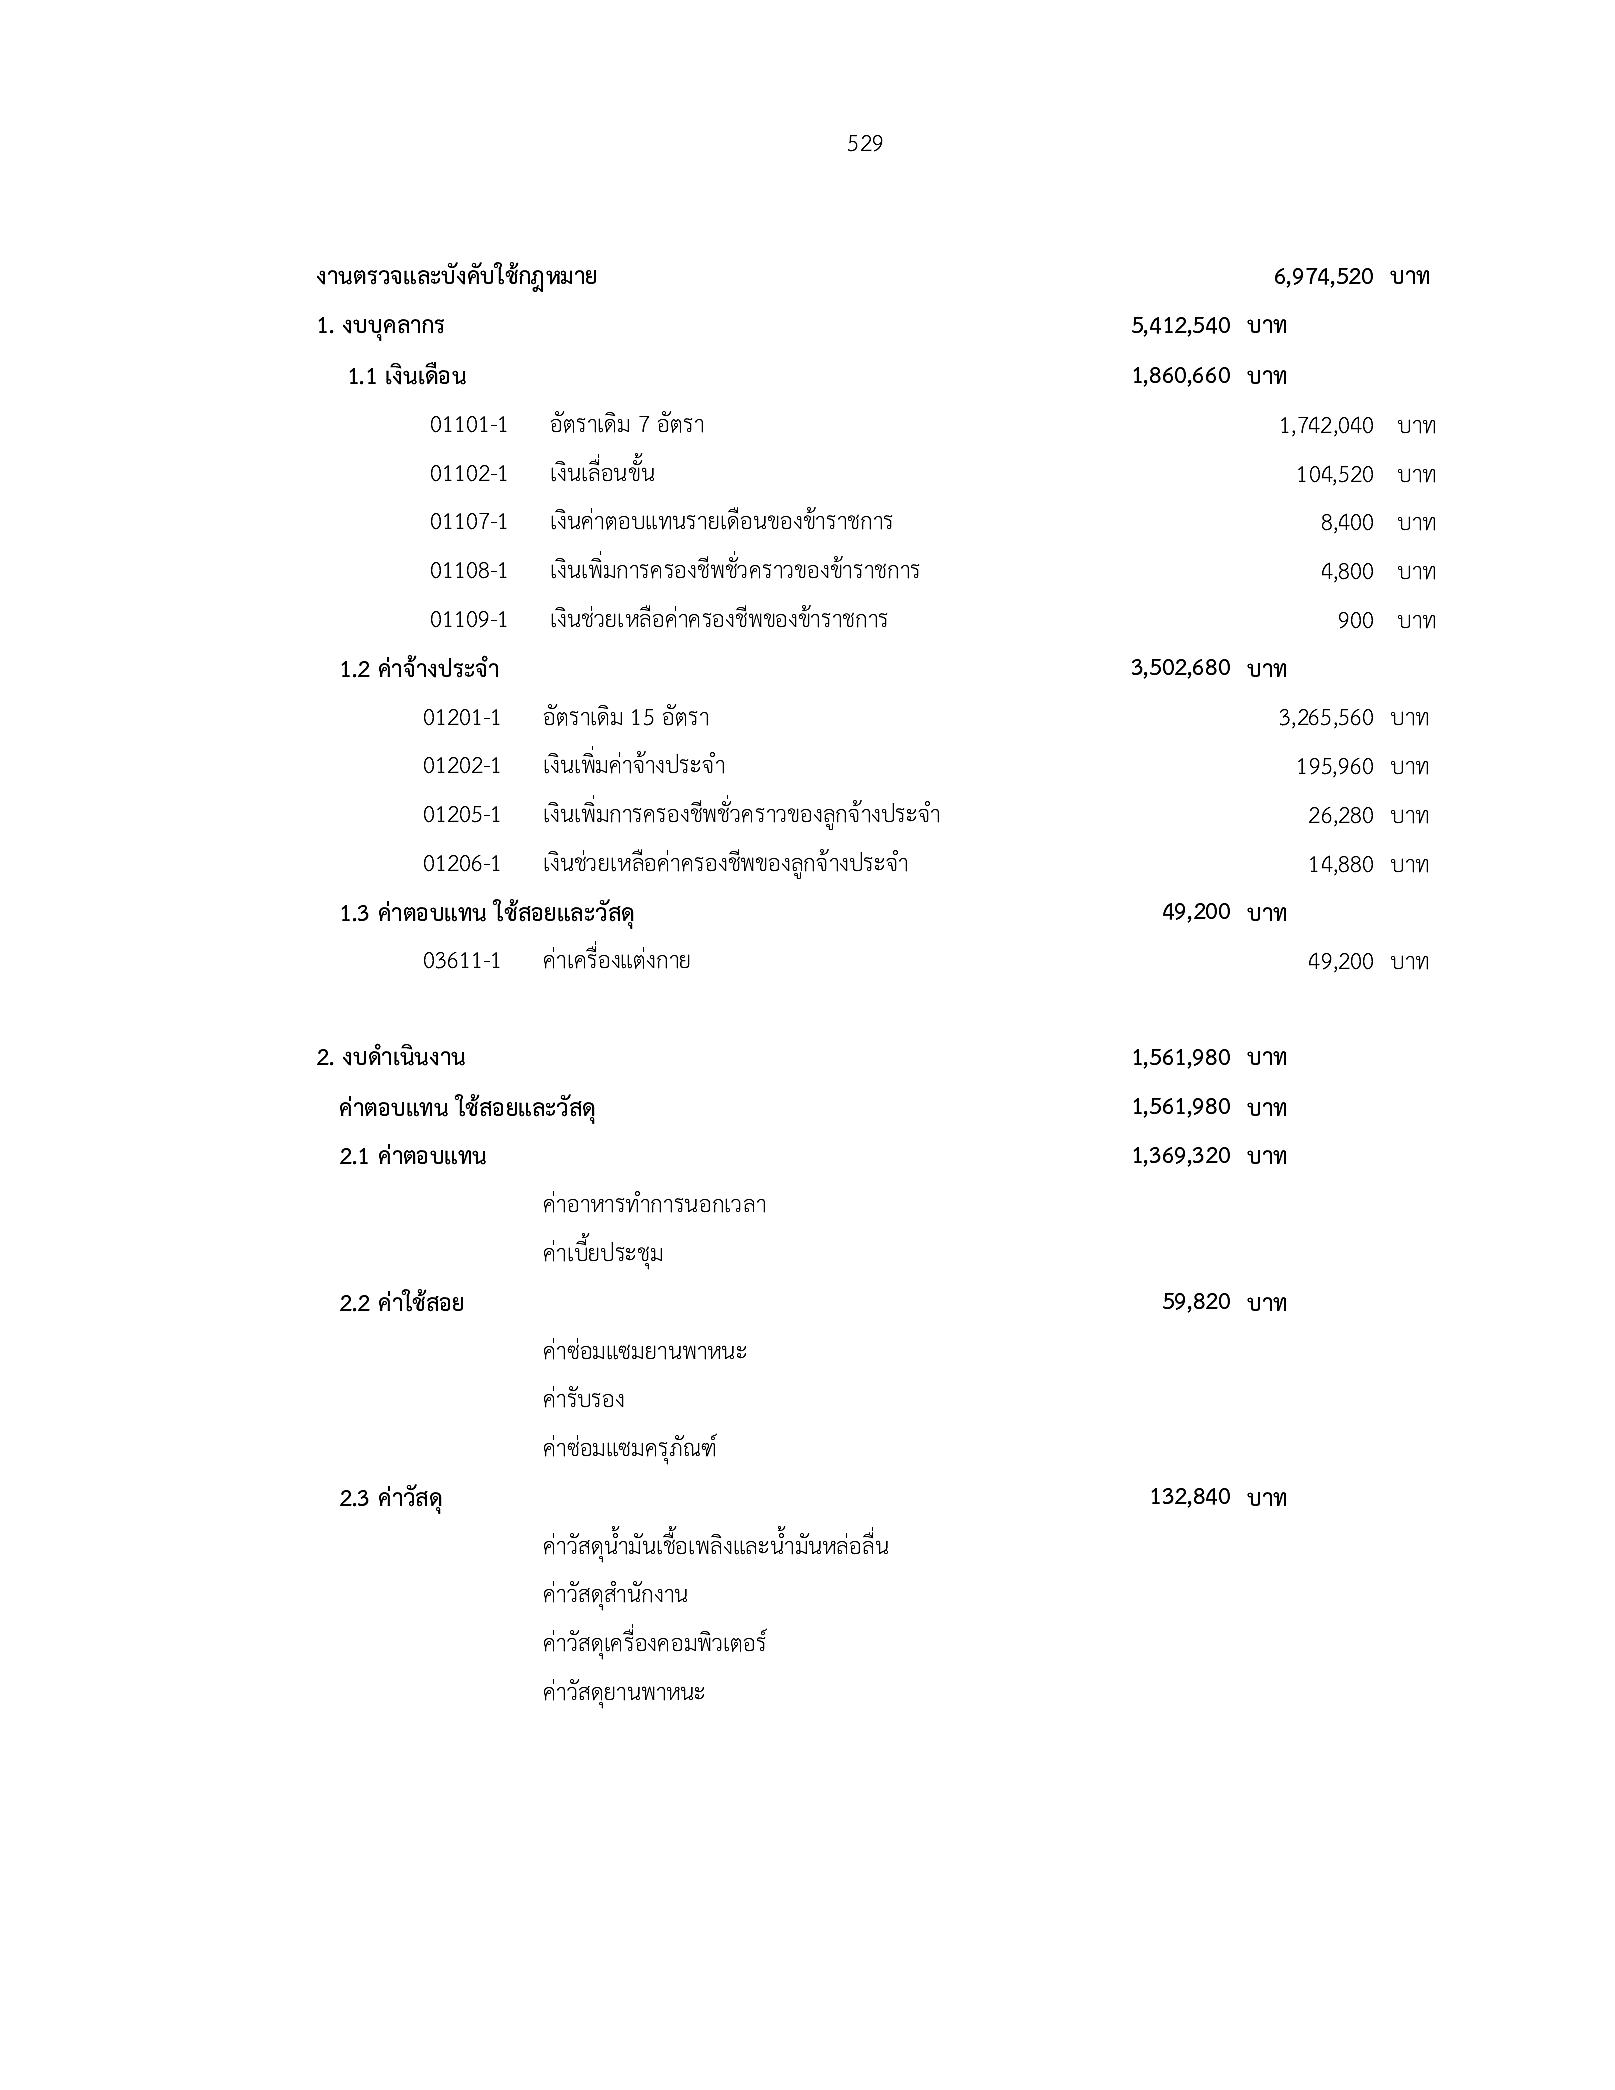 529
งานตรวจและบังคับใช้กฎหมาย 6,974,520 บาท
1. งบบุคลากร 5,412,540 บาท
1.1 เงินเดือน 1,860,660 บาท
01101-1 อัตราเดิม 7 อัตรา 1,742,040 บาท
01102-1 เงินเลื่อนขั้น 104,520 บาท
01107-1 เงินค่าตอบแทนรายเดือนของข้าราชการ 8,400 บาท
01108-1 เงินเพิ่มการครองชีพชั่วคราวของข้าราชการ 4,800 บาท
01109-1 เงินช่วยเหลือค่าครองชีพของข้าราชการ 900 บาท
1.2 ค่าจ้างประจำ 3,502,680 บาท
01201-1 อัตราเดิม 15 อัตรา 3,265,560 บาท
01202-1 เงินเพิ่มค่าจ้างประจำ 195,960 บาท
01205-1 เงินเพิ่มการครองชีพชั่วคราวของลูกจ้างประจำ 26,280 บาท
01206-1 เงินช่วยเหลือค่าครองชีพของลูกจ้างประจำ 14,880 บาท
1.3 ค่าตอบแทน ใช้สอยและวัสดุ 49,200 บาท
03611-1 ค่าเครื่องแต่งกาย 49,200 บาท
2. งบดำเนินงาน 1,561,980 บาท
ค่าตอบแทน ใช้สอยและวัสดุ 1,561,980 บาท
2.1 ค่าตอบแทน 1,369,320 บาท
ค่าอาหารทำการนอกเวลา
ค่าเบี้ยประชุม
2.2 ค่าใช้สอย 59,820 บาท
ค่าซ่อมแซมยานพาหนะ
ค่ารับรอง
ค่าซ่อมแซมครุภัณฑ์
2.3 ค่าวัสดุ 132,840 บาท
ค่าวัสดุน้ำมันเชื้อเพลิงและน้ำมันหล่อลื่น
ค่าวัสดุสำนักงาน
ค่าวัสดุเครื่องคอมพิวเตอร์
ค่าวัสดุยานพาหนะ